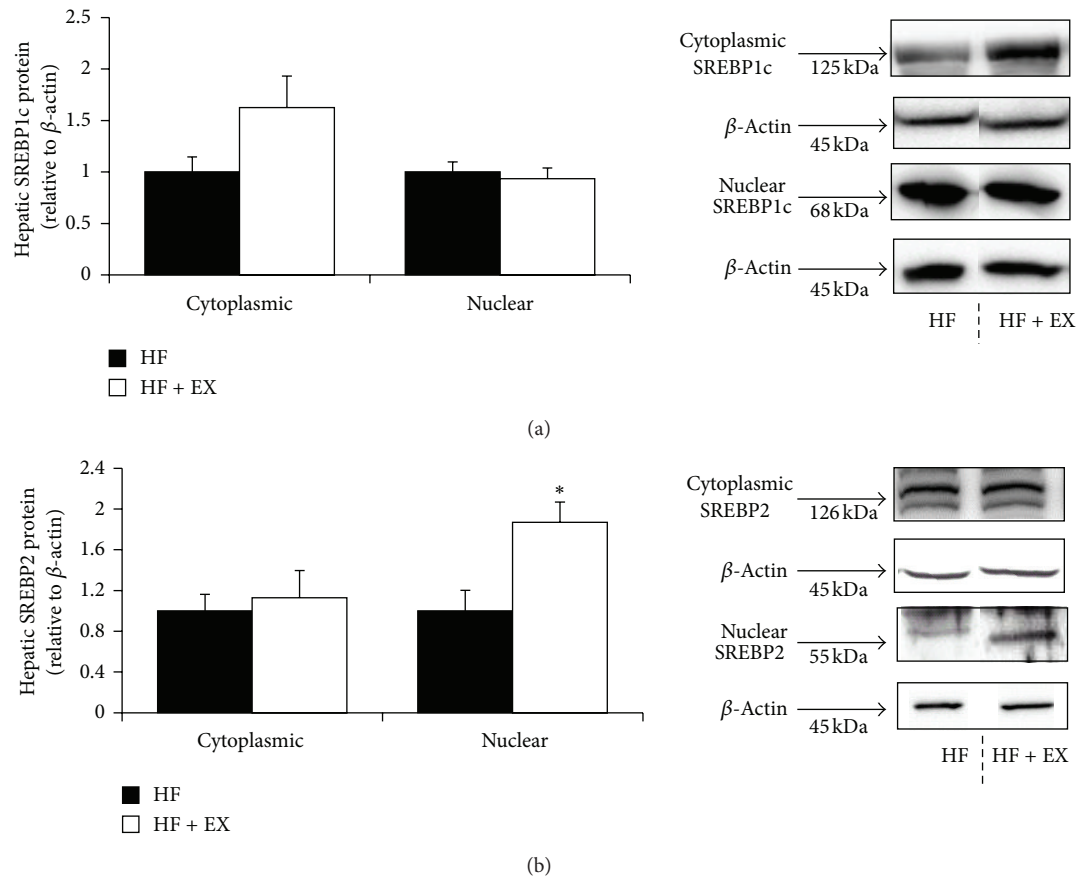 Hepatic SREBP1c protein
(relative to β-actin)
2.5
2
1.5
1
0.5
0
Cytoplasmic
Nuclear
HF
HF + EX
Cytoplasmic
SREBP1c
125 kDa
β-Actin
45 kDa
Nuclear
SREBP1c
68 kDa
β-Actin
45 kDa
HF
HF + EX
(a)
Hepatic SREBP2 protein
(relative to β-actin)
2.4
2
1.6
1.2
0.8
0.4
0
*
Cytoplasmic
Nuclear
HF
HF + EX
Cytoplasmic
SREBP2
126 kDa
β-Actin
45 kDa
Nuclear
SREBP2
55 kDa
β-Actin
45 kDa
HF
HF + EX
(b)